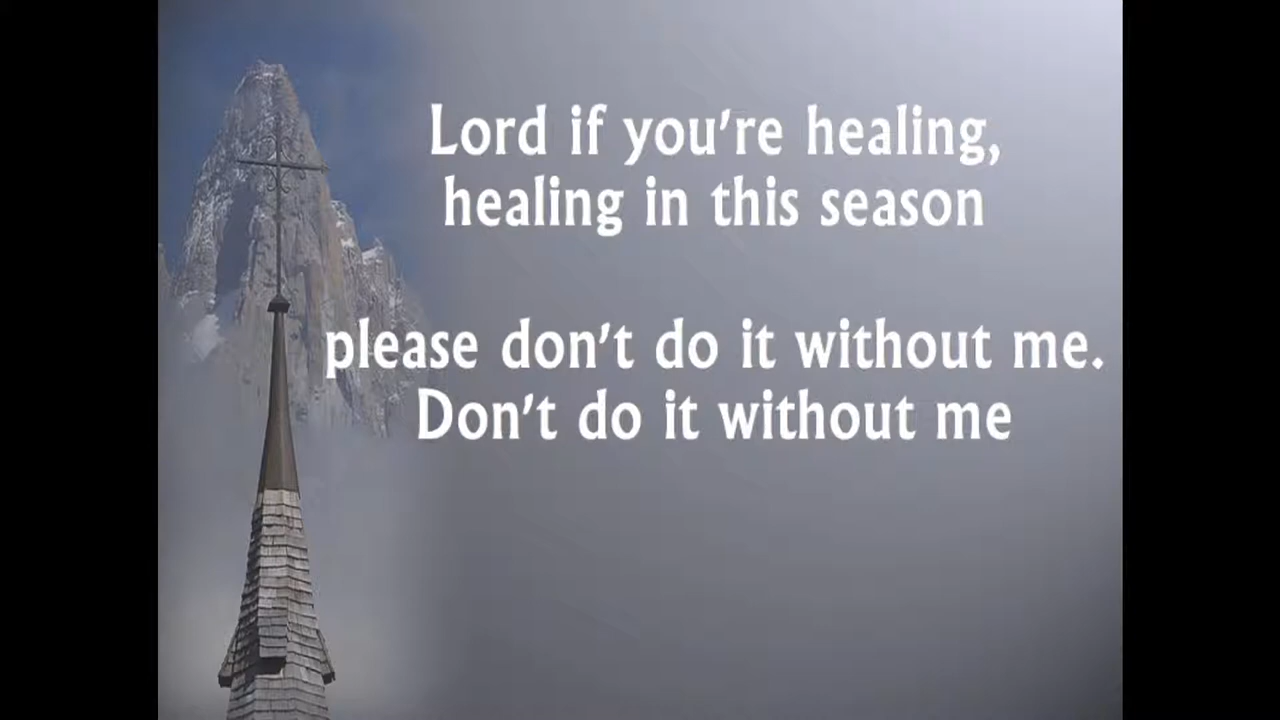 Lord if you're healing,
healing in this season
please don't do it without me.
Don't do it without me